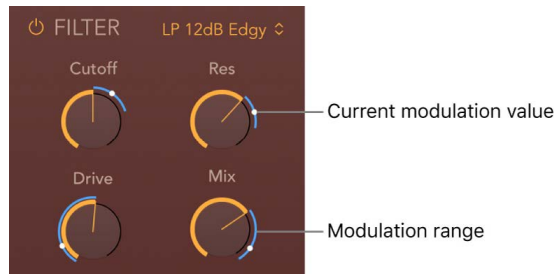 FILTER
LP 12dB Edgy
Cutoff
Res
Current modulation value
Drive
Mix
Modulation range